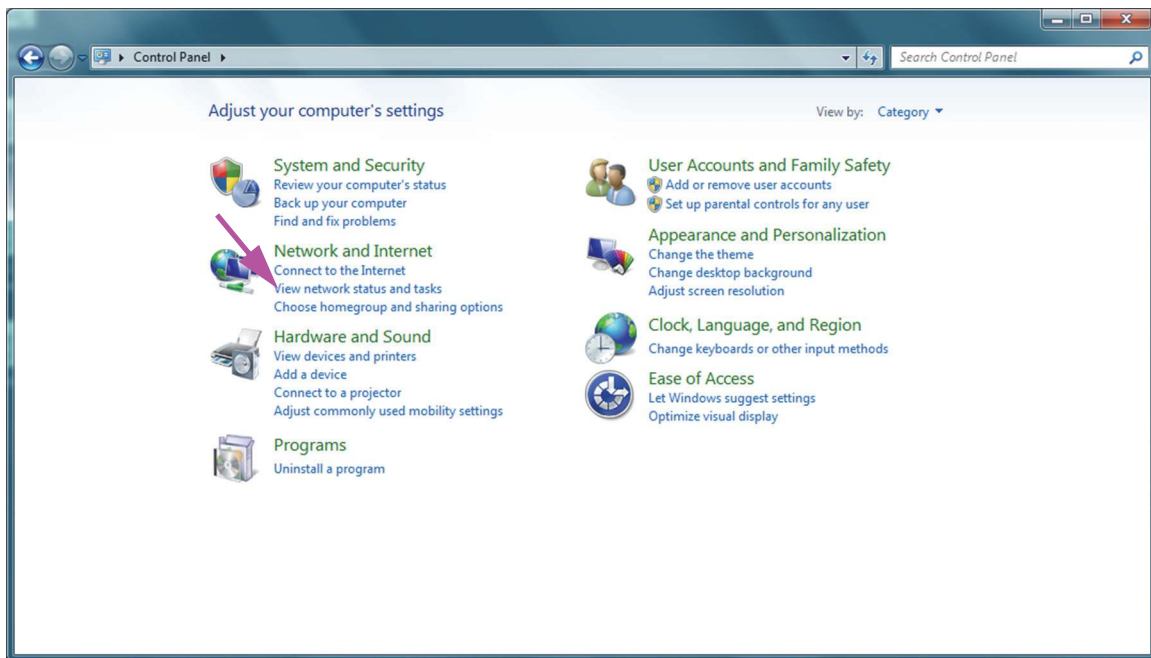 Control Panel
Search Control Panel
Adjust your computer's settings
View by: Category
System and Security
Review your computer's status
Back up your computer
Find and fix problems
Network and Internet
Connect to the Internet
View network status and tasks
Choose homegroup and sharing options
Hardware and Sound
View devices and printers
Add a device
Connect to a projector
Adjust commonly used mobility settings
Programs
Uninstall a program
User Accounts and Family Safety
Add or remove user accounts
Set up parental controls for any user
Appearance and Personalization
Change the theme
Change desktop background
Adjust screen resolution
Clock, Language, and Region
Change keyboards or other input methods
Ease of Access
Let Windows suggest settings
Optimize visual display